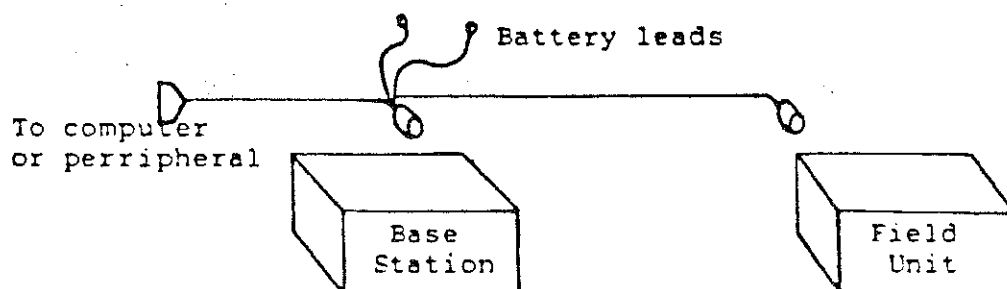 Battery leads
To computer
or perripheral
Base
Station
Field
Unit